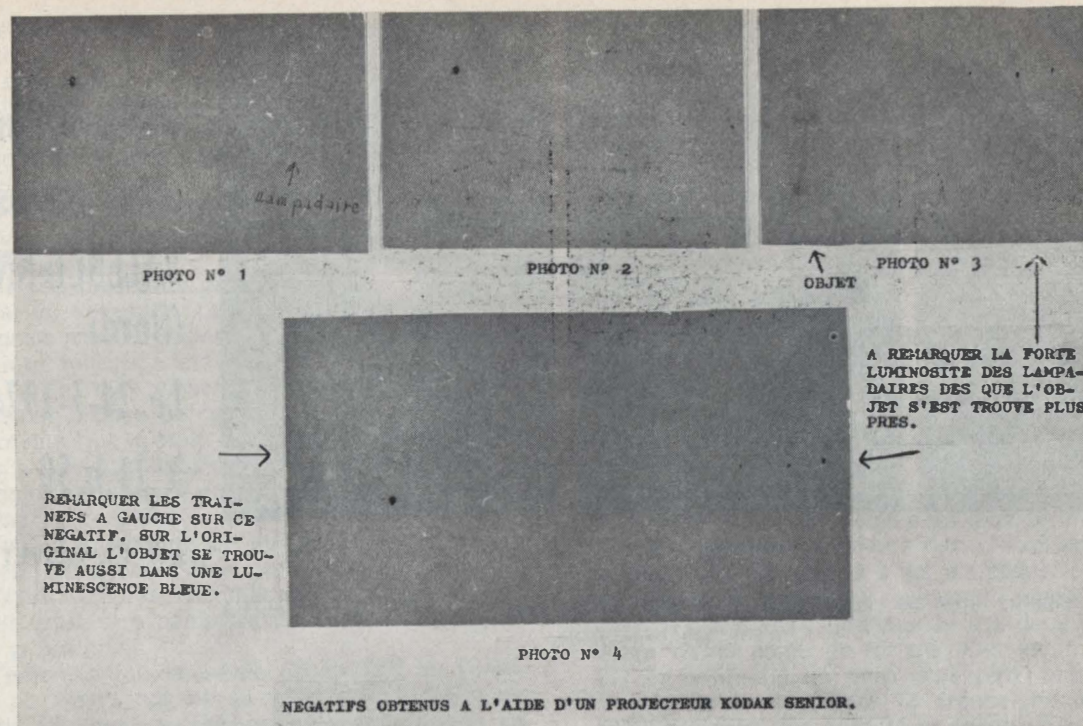 lampadaire
PHOTO N° 1
PHOTO N° 2
OBJET
PHOTO N° 3
A REMARQUER LA FORTE
LUMINOSITE DES LAMPA-
DAIRES DES QUE L'OB-
JET S'EST TROUVE PLUS
PRES.
REMARQUER LES TRAI-
NEES A GAUCHE SUR CE
NEGATIF. SUR L'ORI-
GINAL L'OBJET SE TROU-
VE AUSSI DANS UNE LU-
MINESCENCE BLEUE.
PHOTO N° 4
NEGATIFS OBTENUS A L'AIDE D'UN PROJECTEUR KODAK SENIOR.